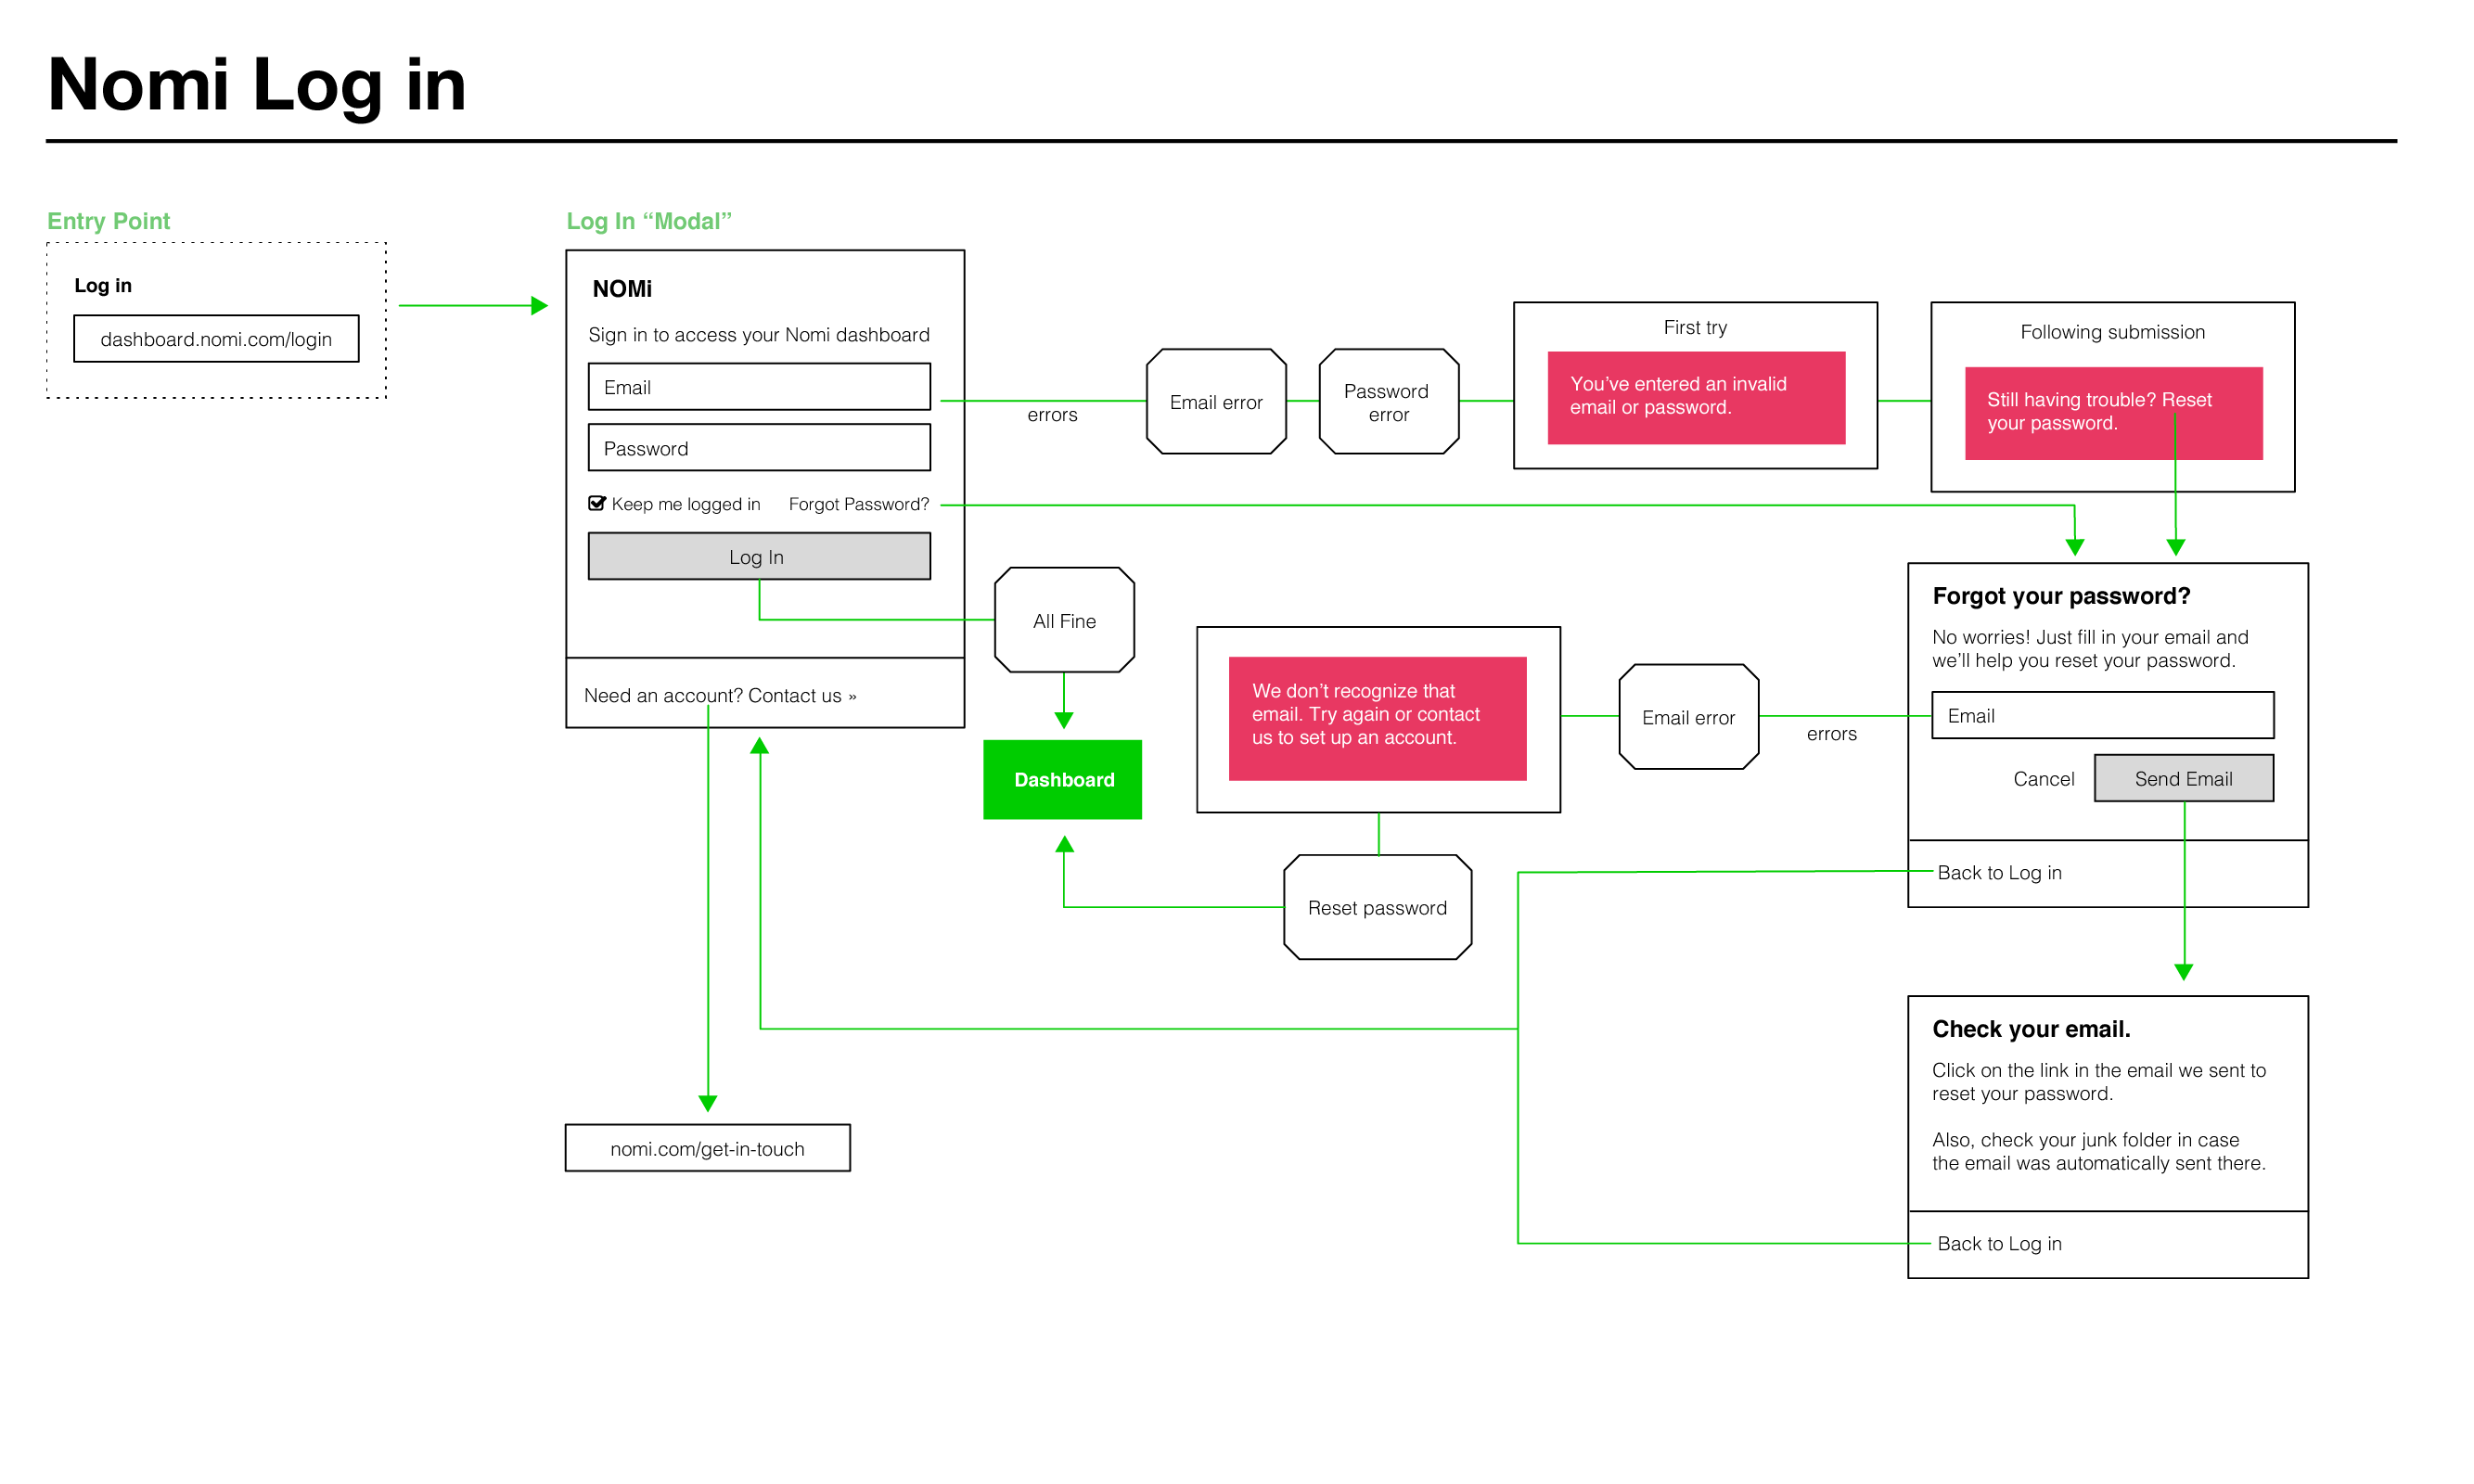 Nomi Log in
Entry Point
Log in
dashboard.nomi.com/login
Log In “Modal”
NOMi
Sign in to access your Nomi dashboard
Email
Password
Keep me logged in
Forgot Password?
Log In
Need an account? Contact us »
errors
Email error
Password
error
First try
You’ve entered an invalid
email or password.
Following submission
Still having trouble? Reset
your password.
All Fine
Dashboard
We don’t recognize that
email. Try again or contact
us to set up an account.
Email error
errors
Reset password
Forgot your password?
No worries! Just fill in your email and
we’ll help you reset your password.
Email
Cancel
Send Email
Back to Log in
Check your email.
Click on the link in the email we sent to
reset your password.
Also, check your junk folder in case
the email was automatically sent there.
Back to Log in
nomi.com/get-in-touch